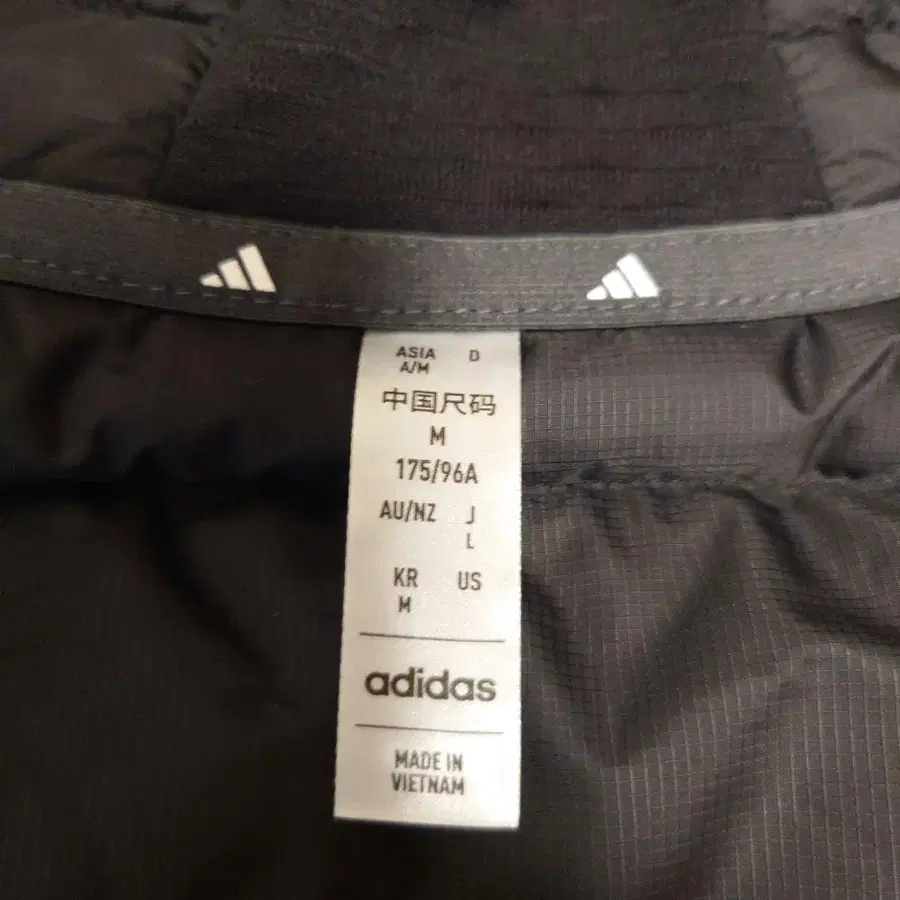 ASIA D
A/M
中国尺码
M
175/96A
AU/NZ J
L
KR US
M
adidas
MADE IN
VIETNAM